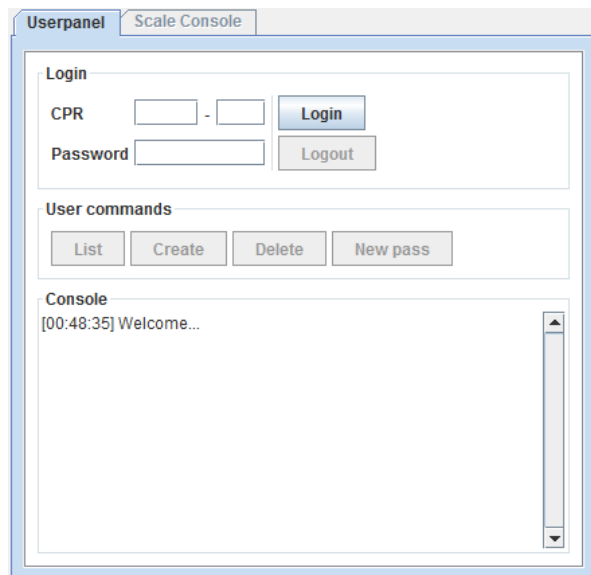 Userpanel Scale Console
Login
CPR - Login
Password Logout
User commands
List Create Delete New pass
Console
[00:48:35] Welcome...